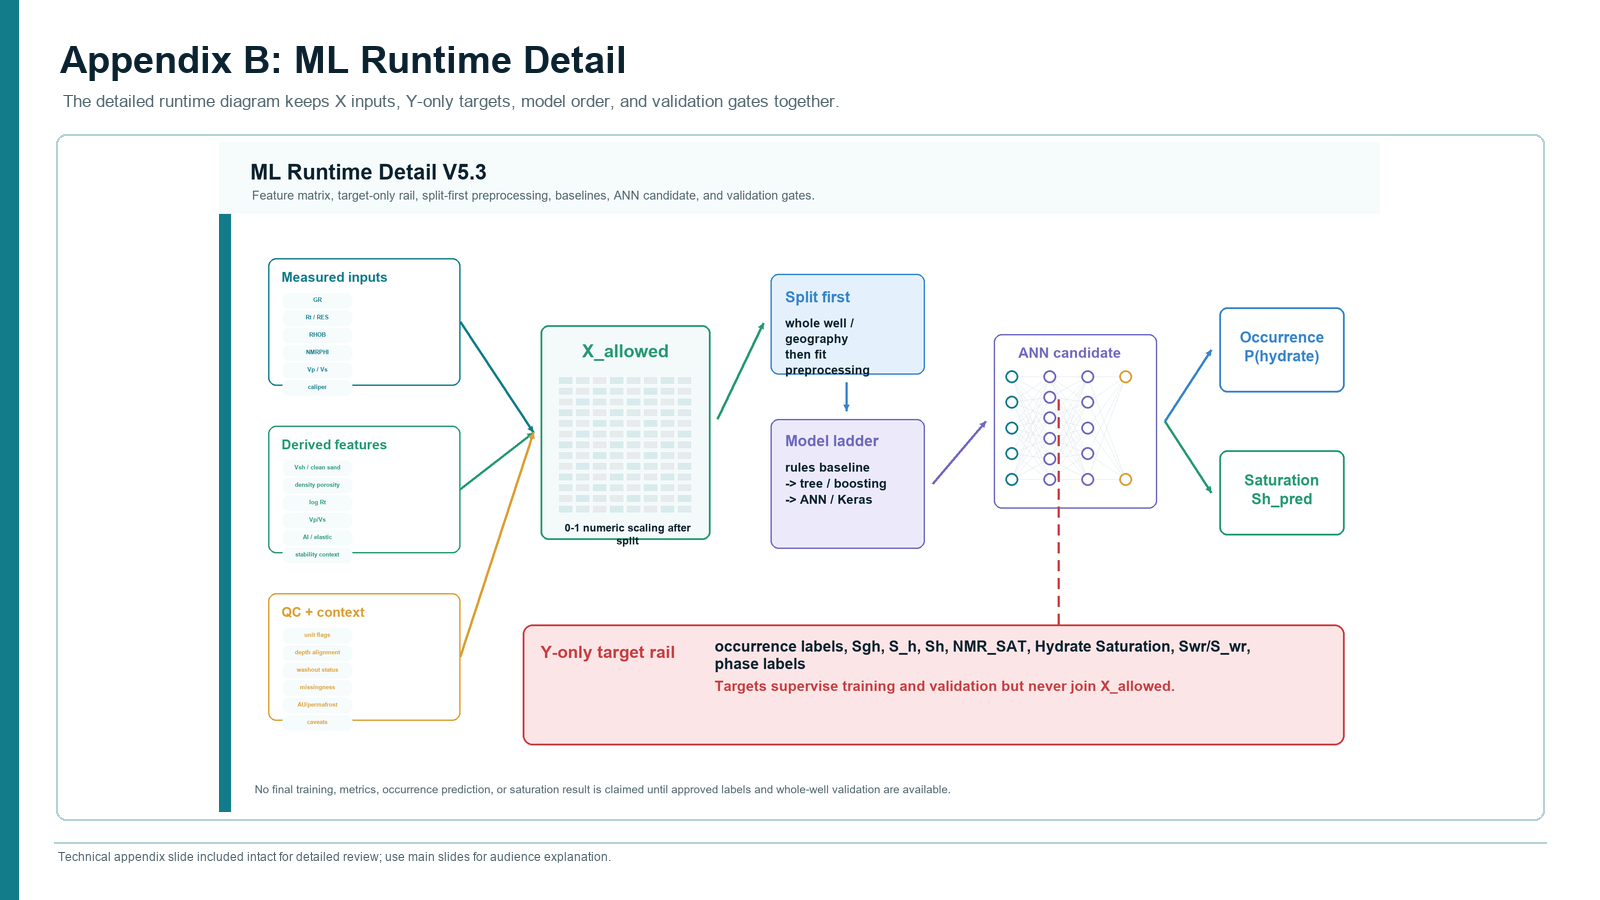 Appendix B: ML Runtime Detail
The detailed runtime diagram keeps X inputs, Y-only targets, model order, and validation gates together.
ML Runtime Detail V5.3
Feature matrix, target-only rail, split-first preprocessing, baselines, ANN candidate, and validation gates.
Measured inputs
GR
Rt / RES
RHOB
NMRPHI
Vp / Vs
caliper
Derived features
Vsh / clean sand
density porosity
log Rt
Vp/Vs
AI / elastic
stability context
QC + context
unit flags
depth alignment
washout status
missingness
AU/permafrost
caveats
X_allowed
0-1 numeric scaling after
split
Split first
whole well /
geography
then fit
preprocessing
Model ladder
rules baseline
-> tree / boosting
-> ANN / Keras
ANN candidate
Occurrence
P(hydrate)
Saturation
Sh_pred
Y-only target rail
occurrence labels, Sgh, S_h, Sh, NMR_SAT, Hydrate Saturation, Swr/S_wr,
phase labels
Targets supervise training and validation but never join X_allowed.
No final training, metrics, occurrence prediction, or saturation result is claimed until approved labels and whole-well validation are available.
Technical appendix slide included intact for detailed review; use main slides for audience explanation.